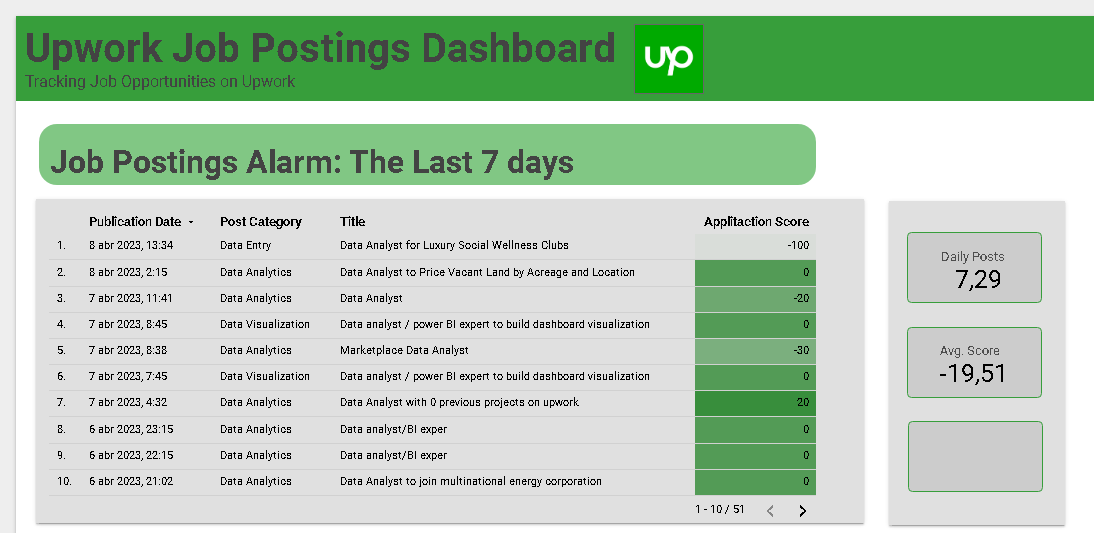 Upwork Job Postings Dashboard
up
Tracking Job Opportunities on Upwork
Job Postings Alarm: The Last 7 days
Publication Date Post Category Title Applitaction Score
1. 8 abr 2023, 13:34 Data Entry Data Analyst for Luxury Social Wellness Clubs -100
2. 8 abr 2023, 2:15 Data Analytics Data Analyst to Price Vacant Land by Acreage and Location 0
3. 7 abr 2023, 11:41 Data Analytics Data Analyst -20
4. 7 abr 2023, 8:45 Data Visualization Data analyst / power BI expert to build dashboard visualization 0
5. 7 abr 2023, 8:38 Data Analytics Marketplace Data Analyst -30
6. 7 abr 2023, 7:45 Data Visualization Data analyst / power BI expert to build dashboard visualization 0
7. 7 abr 2023, 4:32 Data Analytics Data Analyst with 0 previous projects on upwork 20
8. 6 abr 2023, 23:15 Data Analytics Data analyst/BI exper 0
9. 6 abr 2023, 22:15 Data Analytics Data analyst/BI exper 0
10. 6 abr 2023, 21:02 Data Analytics Data Analyst to join multinational energy corporation 0
1 - 10 / 51
Daily Posts
7,29
Avg. Score
-19,51